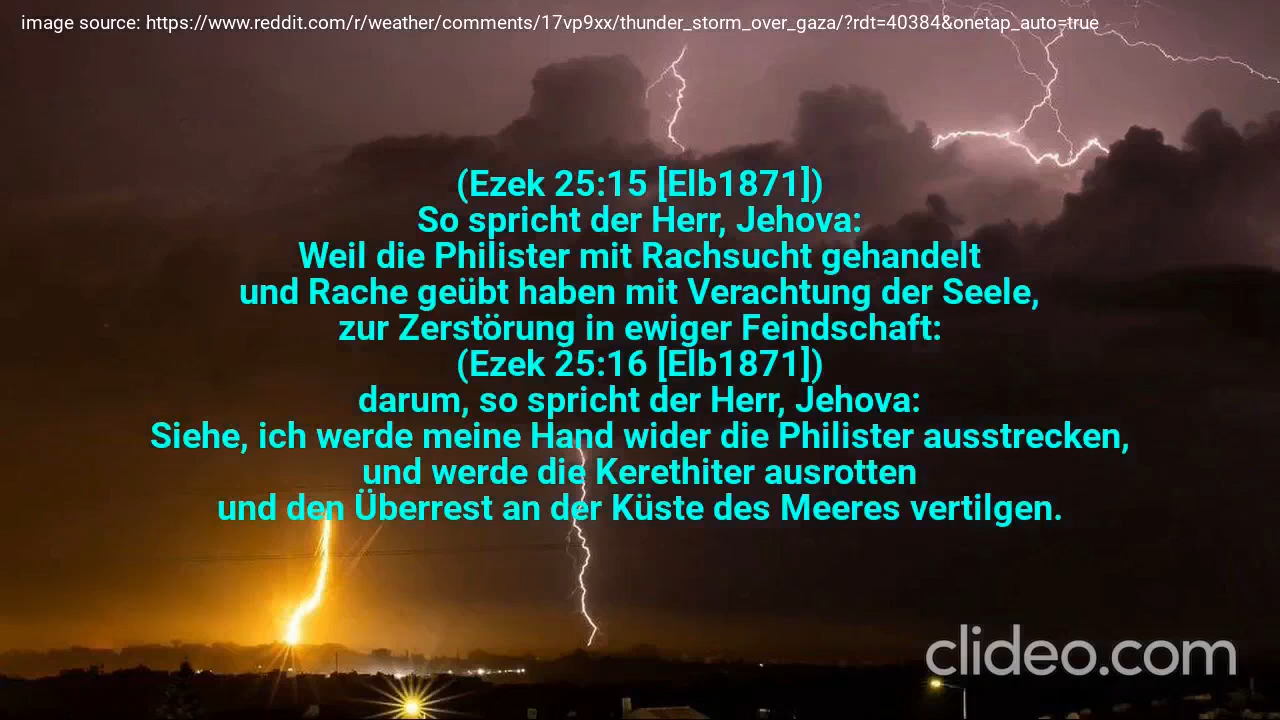 image source: https://www.reddit.com/r/weather/comments/17vp9xx/thunder_storm_over_gaza/?rdt=40384&onetap_auto=true
(Ezek 25:15 [Elb1871])
So spricht der Herr, Jehova:
Weil die Philister mit Rachsucht gehandelt
und Rache geübt haben mit Verachtung der Seele,
zur Zerstörung in ewiger Feindschaft:
(Ezek 25:16 [Elb1871])
darum, so spricht der Herr, Jehova:
Siehe, ich werde meine Hand wider die Philister ausstrecken,
und werde die Kerethiter ausrotten
und den Überrest an der Küste des Meeres vertilgen.
clideo.com